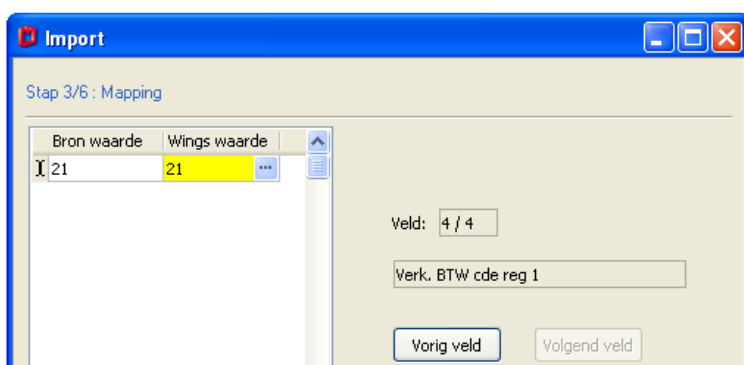 Import
Stap 3/6 : Mapping
Bron waarde Wings waarde
21 21 ...
Veld: 4 / 4
Verk. BTW cde reg 1
Vorig veld Volgend veld